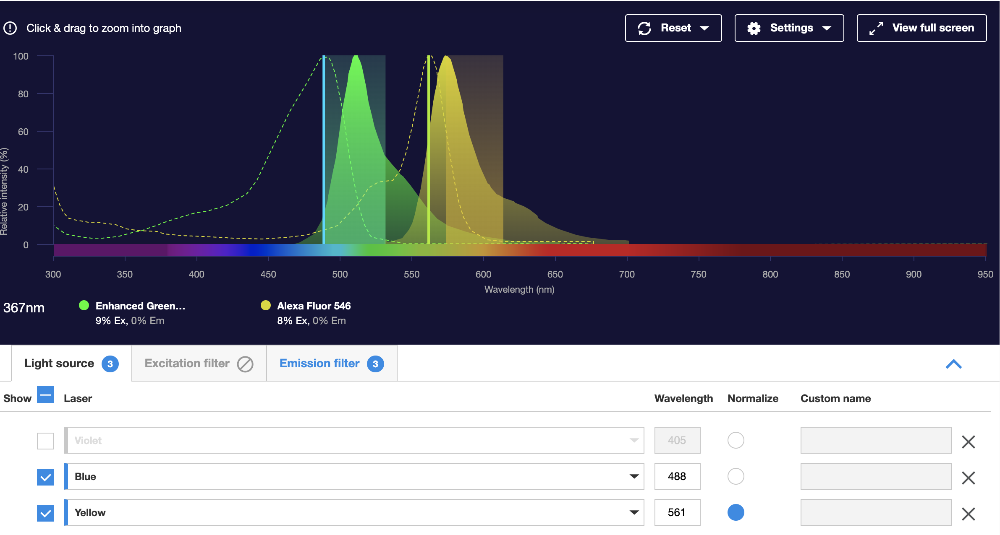 Click & drag to zoom into graph
Reset
Settings
View full screen
Relative intensity (%)
100
80
60
40
20
0
300 350 400 450 500 550 600 650 700 750 800 850 900 950
Wavelength (nm)
367nm
Enhanced Green...
9% Ex, 0% Em
Alexa Fluor 546
8% Ex, 0% Em
Light source 3
Excitation filter
Emission filter 3
Show Laser Wavelength Normalize Custom name
Violet 405
Blue 488
Yellow 561